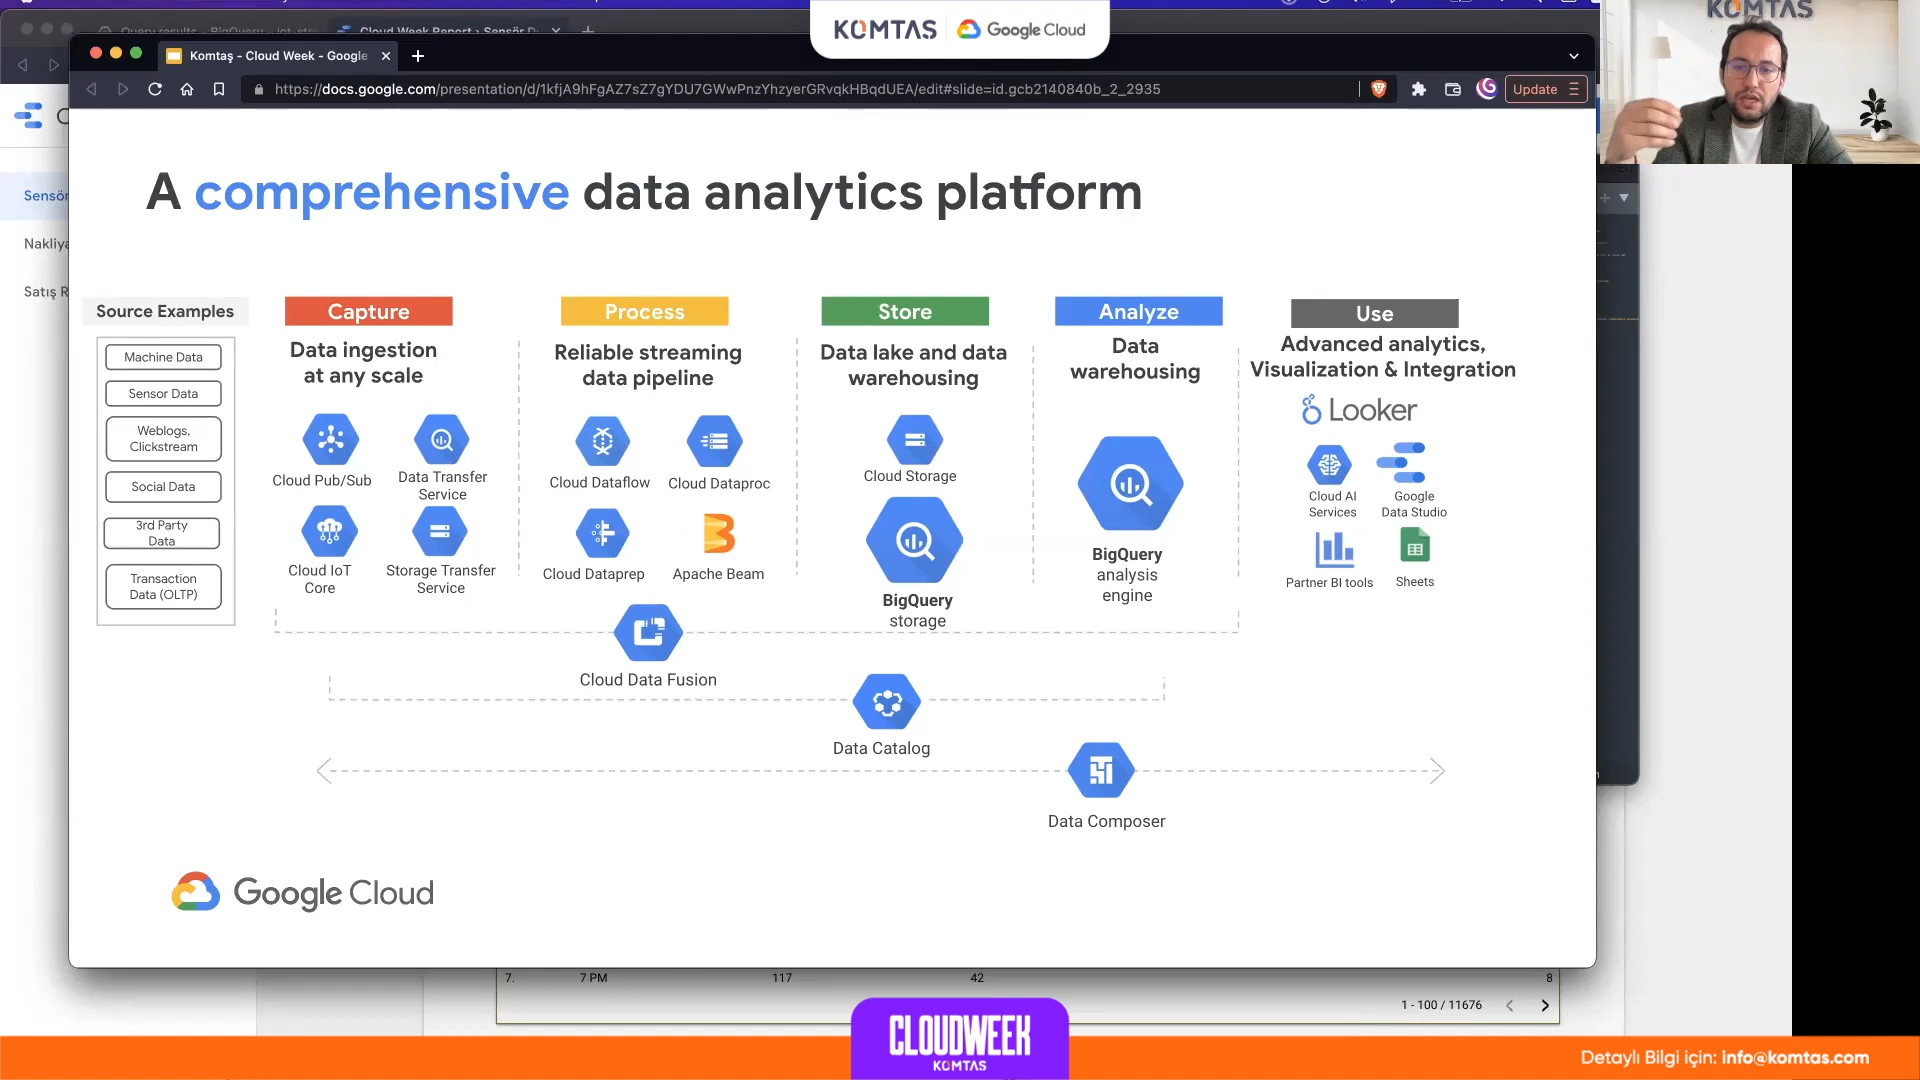 KOMTAS Google Cloud
KOMTAS
Komtaş - Cloud Week - Google
https://docs.google.com/presentation/d/1kfjA9hFgAZ7sZ7gYDU7GWwPnzYhzyerGRvqkHBqdUEA/edit#slide=id.gcb2140840b_2_2935
Update
A comprehensive data analytics platform
Source Examples
Machine Data
Sensor Data
Weblogs,
Clickstream
Social Data
3rd Party
Data
Transaction
Data (OLTP)
Capture
Data ingestion
at any scale
Cloud Pub/Sub
Data Transfer
Service
Cloud IoT
Core
Storage Transfer
Service
Process
Reliable streaming
data pipeline
Cloud Dataflow
Cloud Dataproc
Cloud Dataprep
Apache Beam
Store
Data lake and data
warehousing
Cloud Storage
BigQuery
storage
Analyze
Data
warehousing
BigQuery
analysis
engine
Use
Advanced analytics,
Visualization & Integration
Looker
Cloud AI
Services
Google
Data Studio
Partner BI tools
Sheets
Cloud Data Fusion
Data Catalog
Data Composer
Google Cloud
7. 7 PM 117 42 8
1 - 100 / 11676
CLOUDWEEK
KOMTAS
Detaylı Bilgi için: info@komtas.com